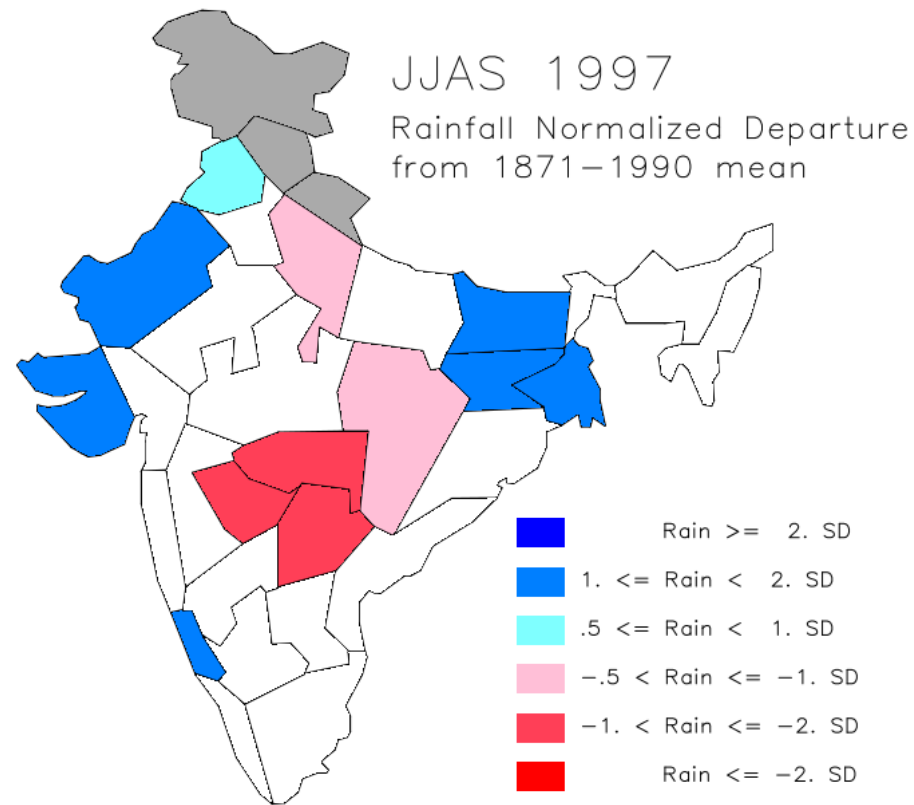 JJAS 1997
Rainfall Normalized Departure
from 1871-1990 mean
Rain >= 2. SD
1. <= Rain < 2. SD
.5 <= Rain < 1. SD
-.5 < Rain <= -1. SD
-1. < Rain <= -2. SD
Rain <= -2. SD